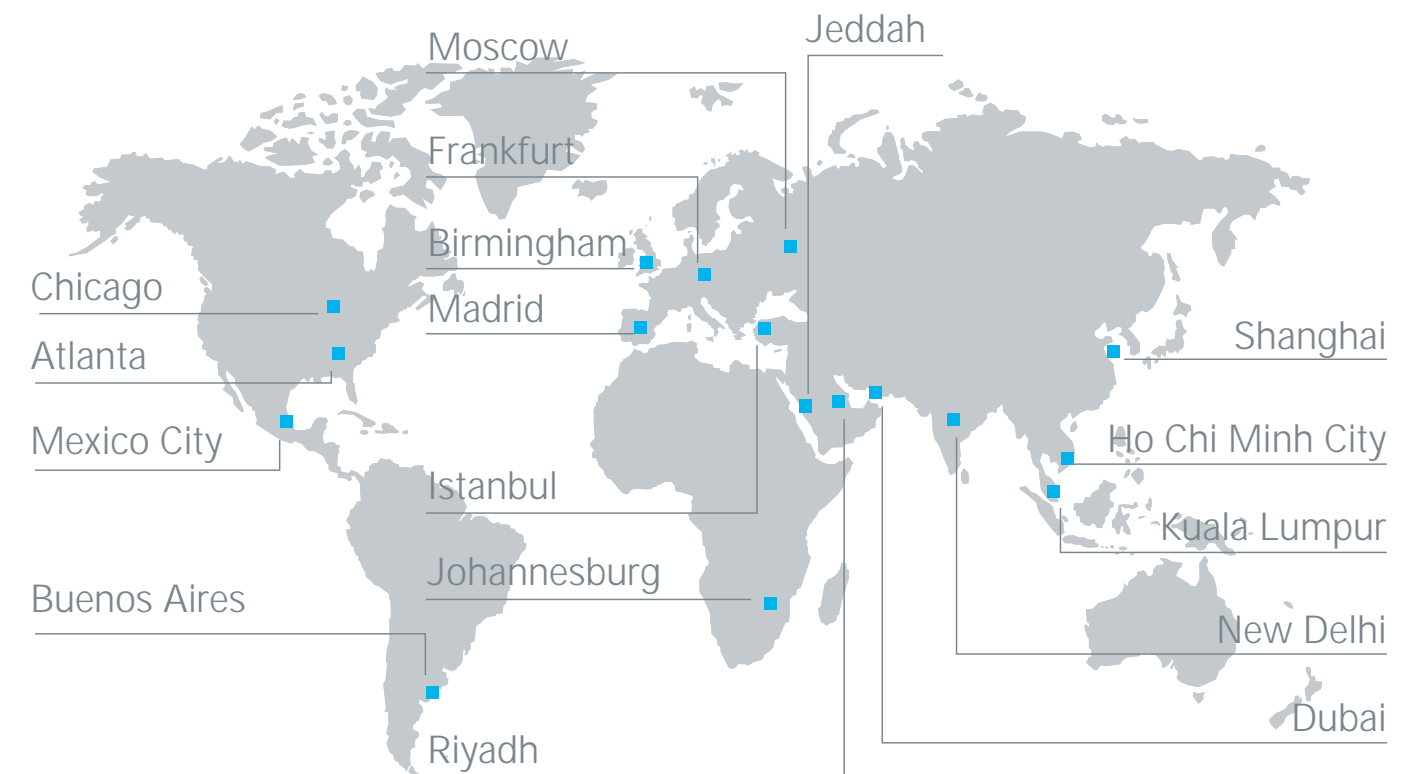 Jeddah
Moscow
Frankfurt
Birmingham
Chicago
Madrid
Shanghai
Atlanta
Mexico City
Ho Chi Minh City
Istanbul
Kuala Lumpur
Johannesburg
Buenos Aires
New Delhi
Dubai
Riyadh